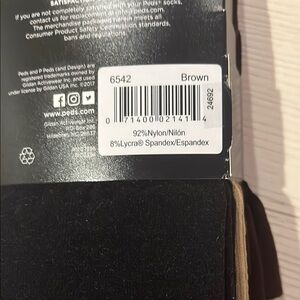 SATISFACTION
if you are not completely satisfied with your Peds® socks,
contact us for replacement at info@peds.com.
The merchandise packaged herein meets all
Consumer Product Safety Commission standards,
bans and regulations.
Peds and P Peds (and Design) are
registered trademarks owned by
Gildan Activewear Inc. and used
under license by Gildan USA Inc. ©2017
www.peds.com
Gildan Activewear Inc.
6542 Brown
24692
0 71400 02141 4
92%Nylon/Nilón
8%Lycra® Spandex/Espandex